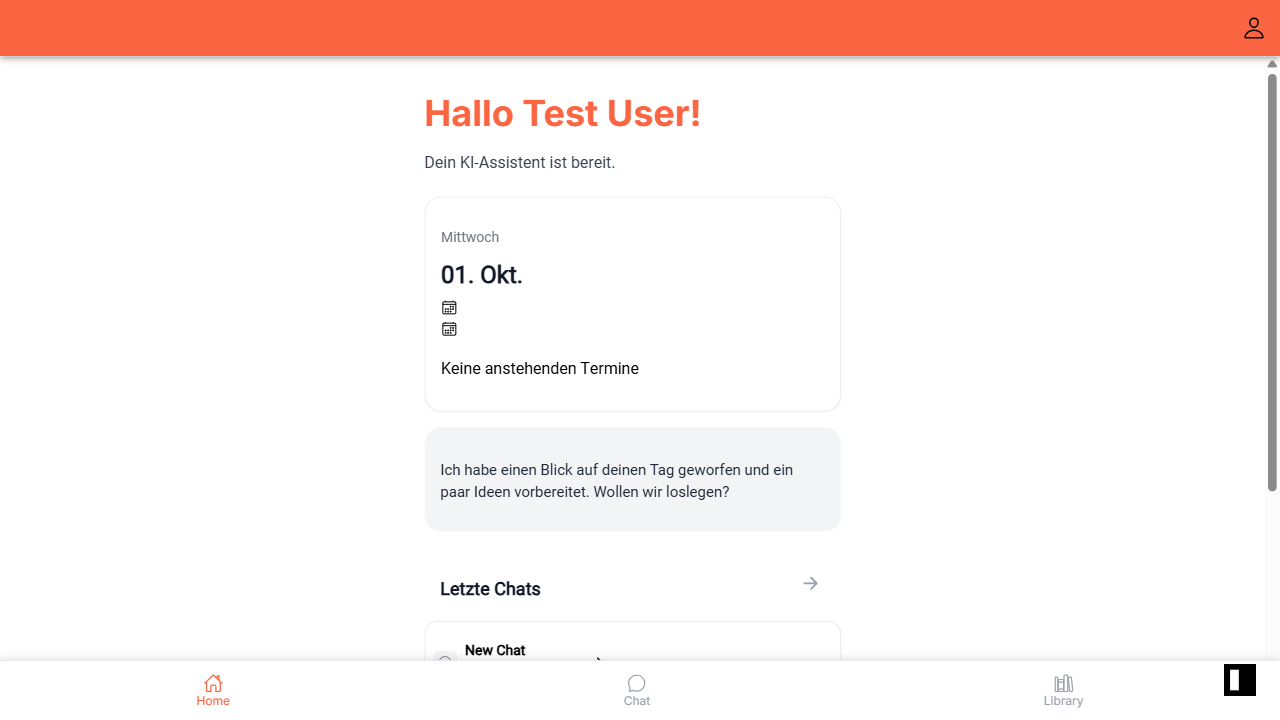 Hallo Test User!
Dein KI-Assistent ist bereit.
Mittwoch
01. Okt.
Keine anstehenden Termine
Ich habe einen Blick auf deinen Tag geworfen und ein
paar Ideen vorbereitet. Wollen wir loslegen?
Letzte Chats
New Chat
Home
Chat
Library